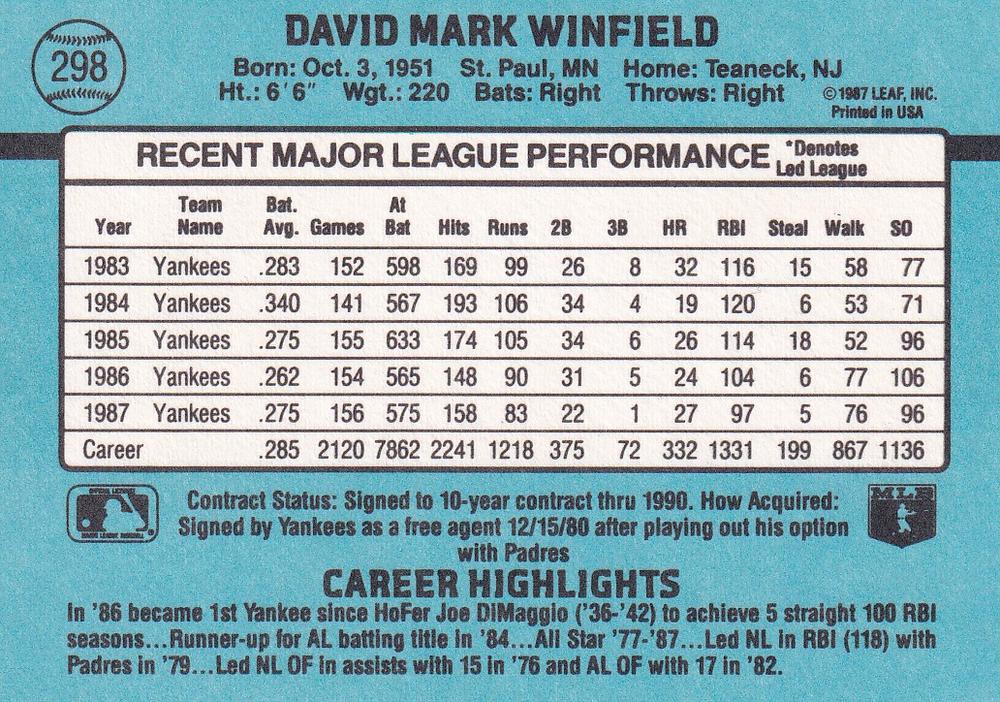 298
DAVID MARK WINFIELD
Born: Oct. 3, 1951 St. Paul, MN Home: Teaneck, NJ
Ht.: 6'6" Wgt.: 220 Bats: Right Throws: Right
©1987 LEAF, INC.
Printed in USA
RECENT MAJOR LEAGUE PERFORMANCE *Denotes
Led League
Year Team Name Bat. Avg. Games At Bat Hits Runs 2B 3B HR RBI Steal Walk SO
1983 Yankees .283 152 598 169 99 26 8 32 116 15 58 77
1984 Yankees .340 141 567 193 106 34 4 19 120 6 53 71
1985 Yankees .275 155 633 174 105 34 6 26 114 18 52 96
1986 Yankees .262 154 565 148 90 31 5 24 104 6 77 106
1987 Yankees .275 156 575 158 83 22 1 27 97 5 76 96
Career .285 2120 7862 2241 1218 375 72 332 1331 199 867 1136
Contract Status: Signed to 10-year contract thru 1990. How Acquired:
Signed by Yankees as a free agent 12/15/80 after playing out his option
with Padres
MLB
CAREER HIGHLIGHTS
In '86 became 1st Yankee since HoFer Joe DiMaggio ('36-'42) to achieve 5 straight 100 RBI
seasons...Runner-up for AL batting title in '84...All Star '77-'87...Led NL in RBI (118) with
Padres in '79...Led NL OF in assists with 15 in '76 and AL OF with 17 in '82.